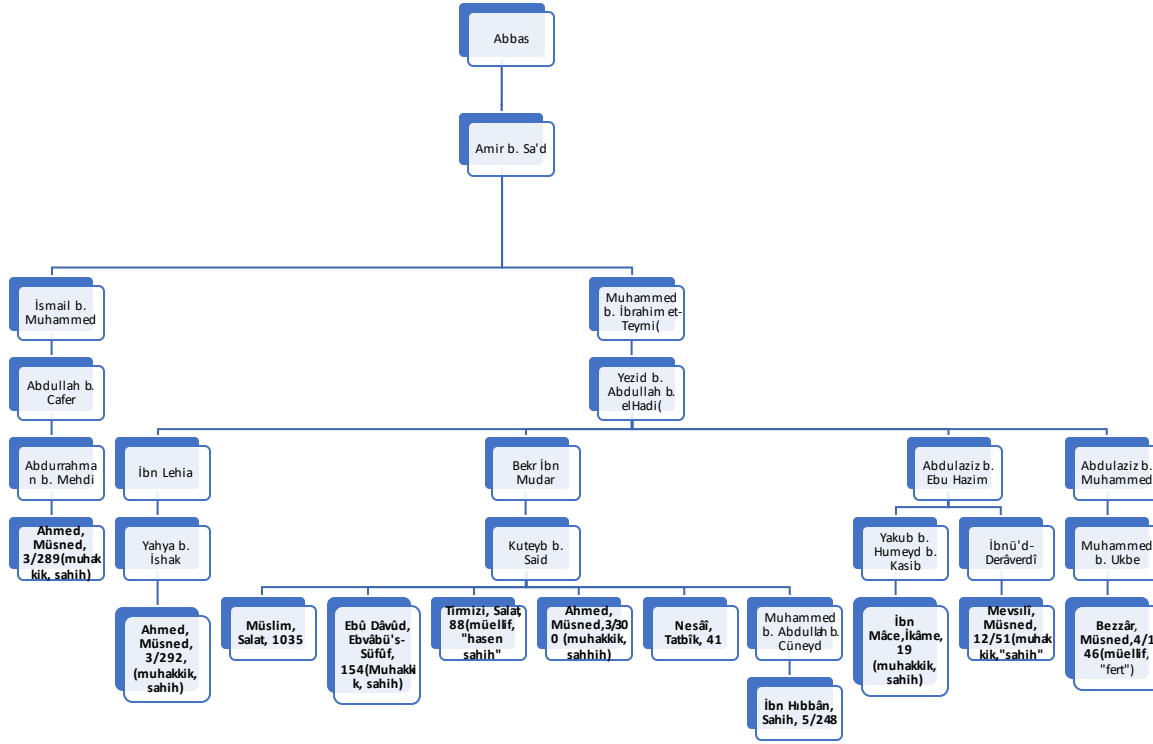 Abbas
Amir b. Sa'd
İsmail b.
Muhammed
Muhammed
b. İbrahim et-
Teymi(
Abdullah b.
Cafer
Yezid b.
Abdullah b.
elHadi(
Abdurrahma
n b. Mehdi
İbn Lehia
Bekr İbn
Mudar
Abdulaziz b.
Ebu Hazim
Abdulaziz b.
Muhammed
Ahmed,
Müsned,
3/289(muhak
kik, sahih)
Yahya b.
İshak
Kuteyb b.
Said
Yakub b.
Humeyd b.
Kasib
İbnü'd-
Derâverdî
Muhammed
b. Ukbe
Ahmed,
Müsned,
3/292,
(muhakkik,
sahih)
Müslim,
Salat, 1035
Ebû Dâvûd,
Ebvâbü's-
Süfûf,
154(Muhakki
k, sahih)
Tirmizi, Salat,
88(müellif,
"hasen
sahih"
Ahmed,
Müsned,3/30
0 (muhakkik,
sahhih)
Nesâî,
Tatbîk, 41
Muhammed
b. Abdullah b.
Cüneyd
İbn
Mâce,İkâme,
19
(muhakkik,
sahih)
Mevsılî,
Müsned,
12/51(muhak
kik,"sahih"
Bezzâr,
Müsned,4/1
46(müellif,
"fert")
İbn Hıbbân,
Sahih, 5/248